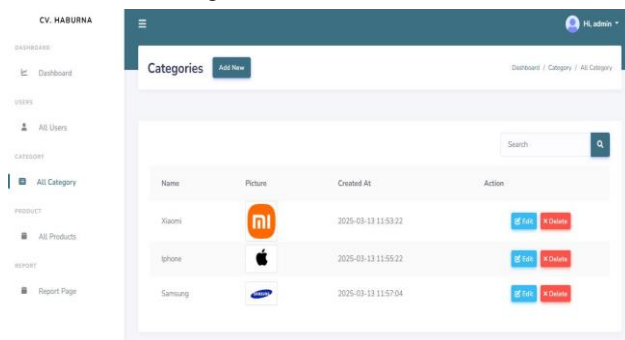 CV. HABURNA
Hi, admin
DASHBOARD
Dashboard
USERS
All Users
CATEGORY
All Category
PRODUCT
All Products
REPORT
Report Page
Categories Add New
Dashboard / Category / All Category
Search
Name Picture Created At Action
Xiaomi mi 2025-03-13 11:53:22 Edit × Delete
Iphone 2025-03-13 11:55:22 Edit × Delete
Samsung SAMSUNG 2025-03-13 11:57:04 Edit × Delete